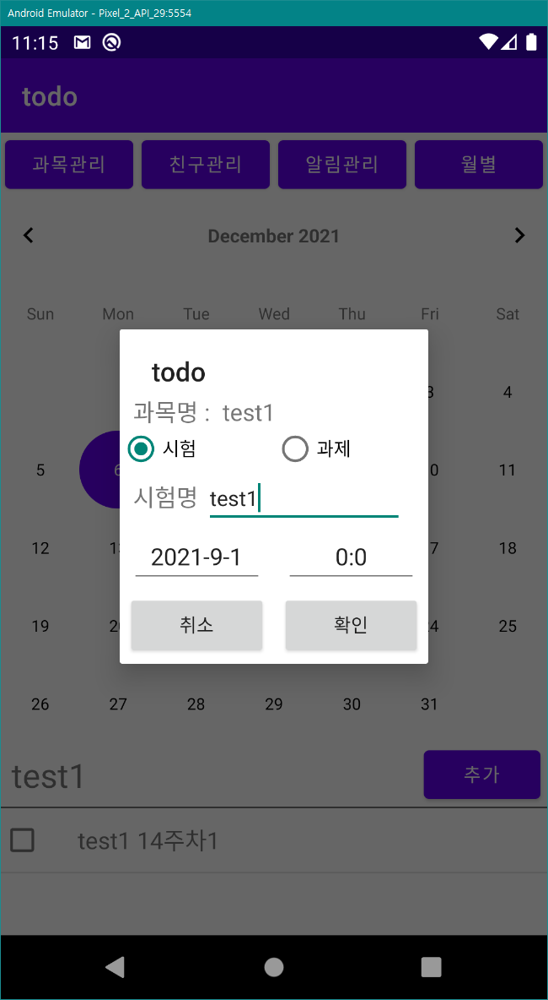 Android Emulator - Pixel_2_API_29:5554
11:15
todo
과목관리 친구관리 알림관리 월별
December 2021
Sun Mon Tue Wed Thu Fri Sat
3 4
todo
과목명 : test1
시험 과제
5 6 0 11
시험명 test1
12 13 7 18
2021-9-1 0:0
19 20 24 25
취소 확인
26 27 28 29 30 31
test1 추가
test1 14주차1